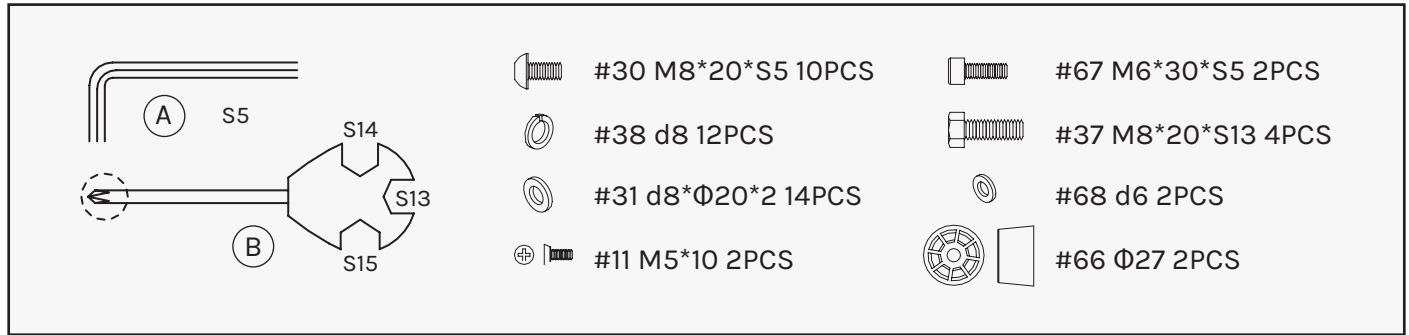 A
S5
S14
S13
B
S15
#30 M8*20*S5 10PCS
#38 d8 12PCS
#31 d8*Φ20*2 14PCS
#11 M5*10 2PCS
#67 M6*30*S5 2PCS
#37 M8*20*S13 4PCS
#68 d6 2PCS
#66 Φ27 2PCS